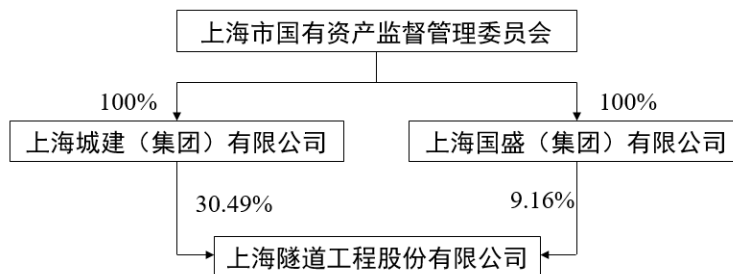 上海市国有资产监督管理委员会
100%
100%
上海城建（集团）有限公司
上海国盛（集团）有限公司
30.49%
9.16%
上海隧道工程股份有限公司